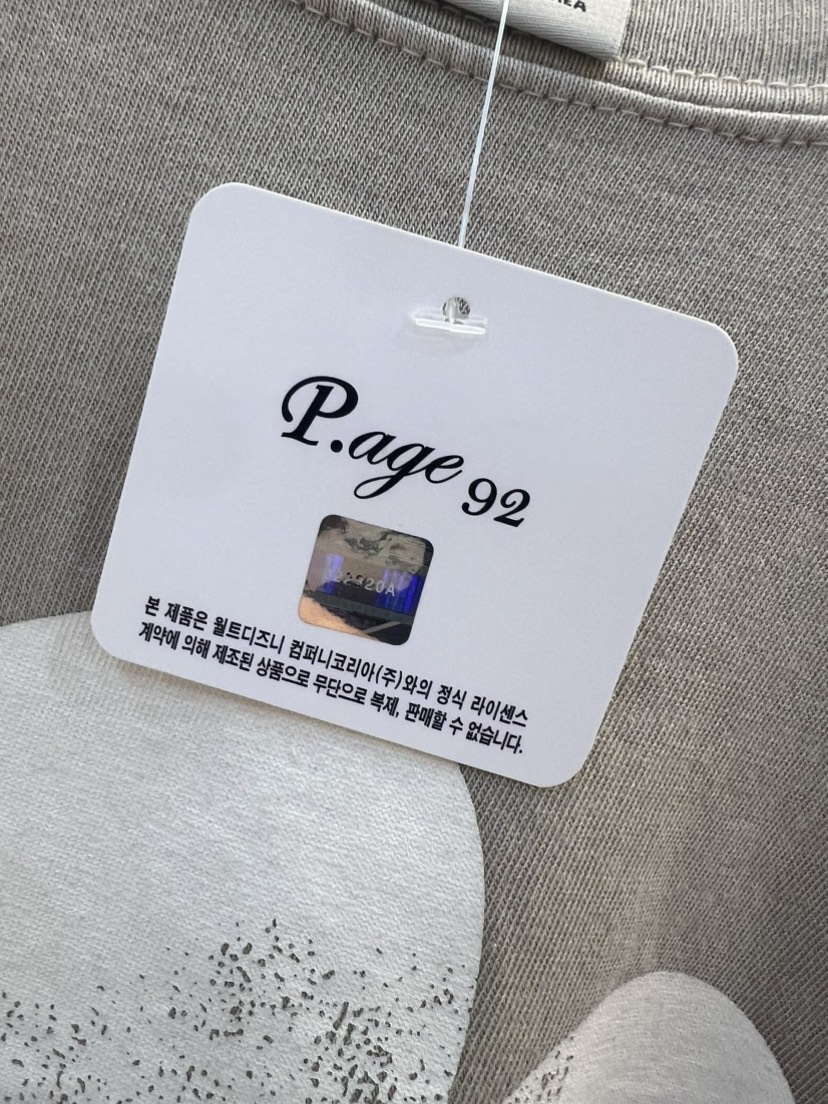 P.age 92
본 제품은 월트디즈니 컴퍼니코리아(주)와의 정식 라이센스
계약에 의해 제조된 상품으로 무단으로 복제, 판매할 수 없습니다.